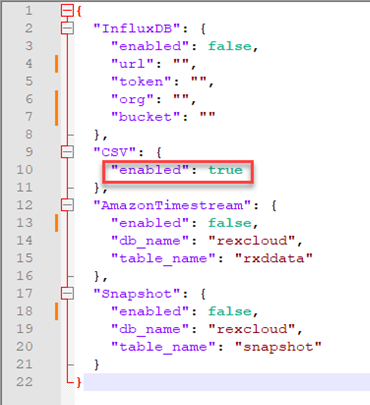 1 {
2 "InfluxDB": {
3 "enabled": false,
4 "url": "",
5 "token": "",
6 "org": "",
7 "bucket": ""
8 },
9 "CSV": {
10 "enabled": true
11 },
12 "AmazonTimestream": {
13 "enabled": false,
14 "db_name": "rexcloud",
15 "table_name": "rxddata"
16 },
17 "Snapshot": {
18 "enabled": false,
19 "db_name": "rexcloud",
20 "table_name": "snapshot"
21 }
22 }